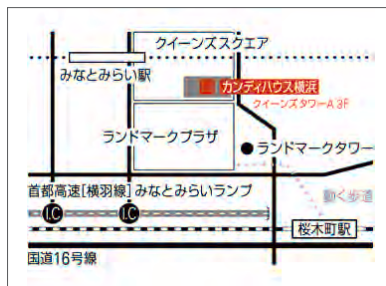 クイーンズスクエア
みなとみらい駅
カンディハウス横浜
クイーンズタワーA 3F
ランドマークプラザ
ランドマークタワー
首都高速[横羽線] みなとみらいランプ
動く歩道
I.C
I.C
桜木町駅
国道16号線